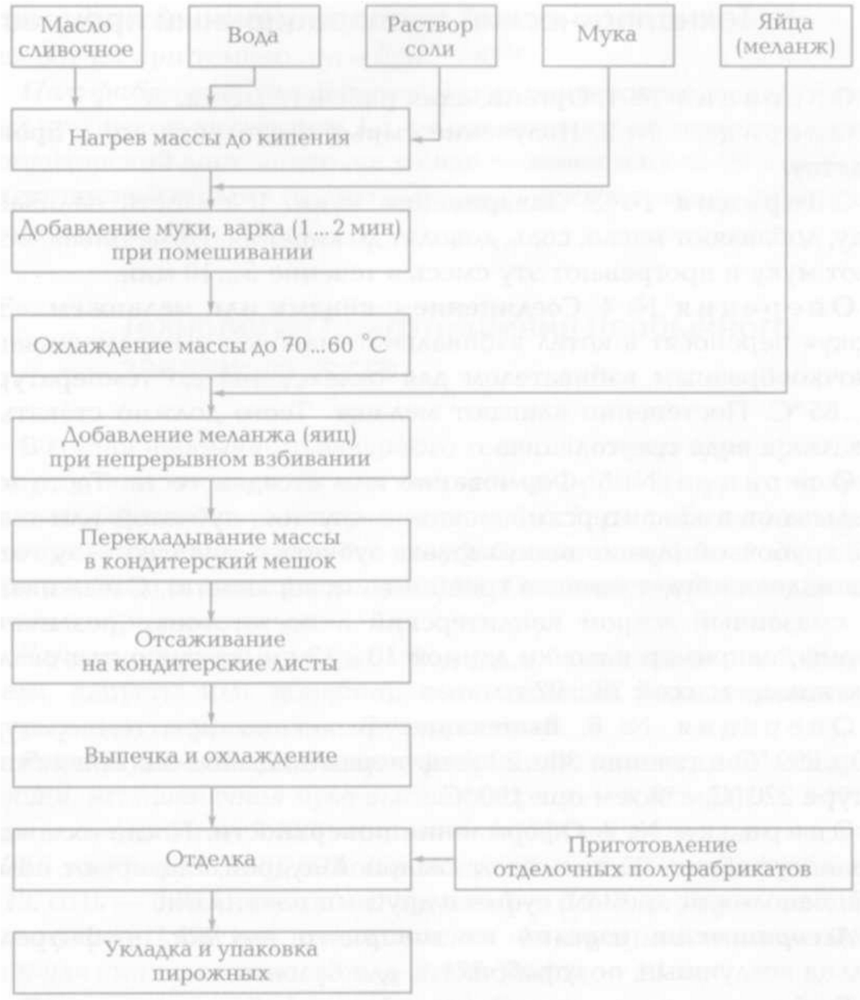 Масло
сливочное
Вода
Раствор
соли
Мука
Яйца
(меланж)
Нагрев массы до кипения
Добавление муки, варка (1...2 мин)
при помешивании
Охлаждение массы до 70...60 °С
Добавление меланжа (яиц)
при непрерывном взбивании
Перекладывание массы
в кондитерский мешок
Отсаживание
на кондитерские листы
Выпечка и охлаждение
Отделка
Приготовление
отделочных полуфабрикатов
Укладка и упаковка
пирожных